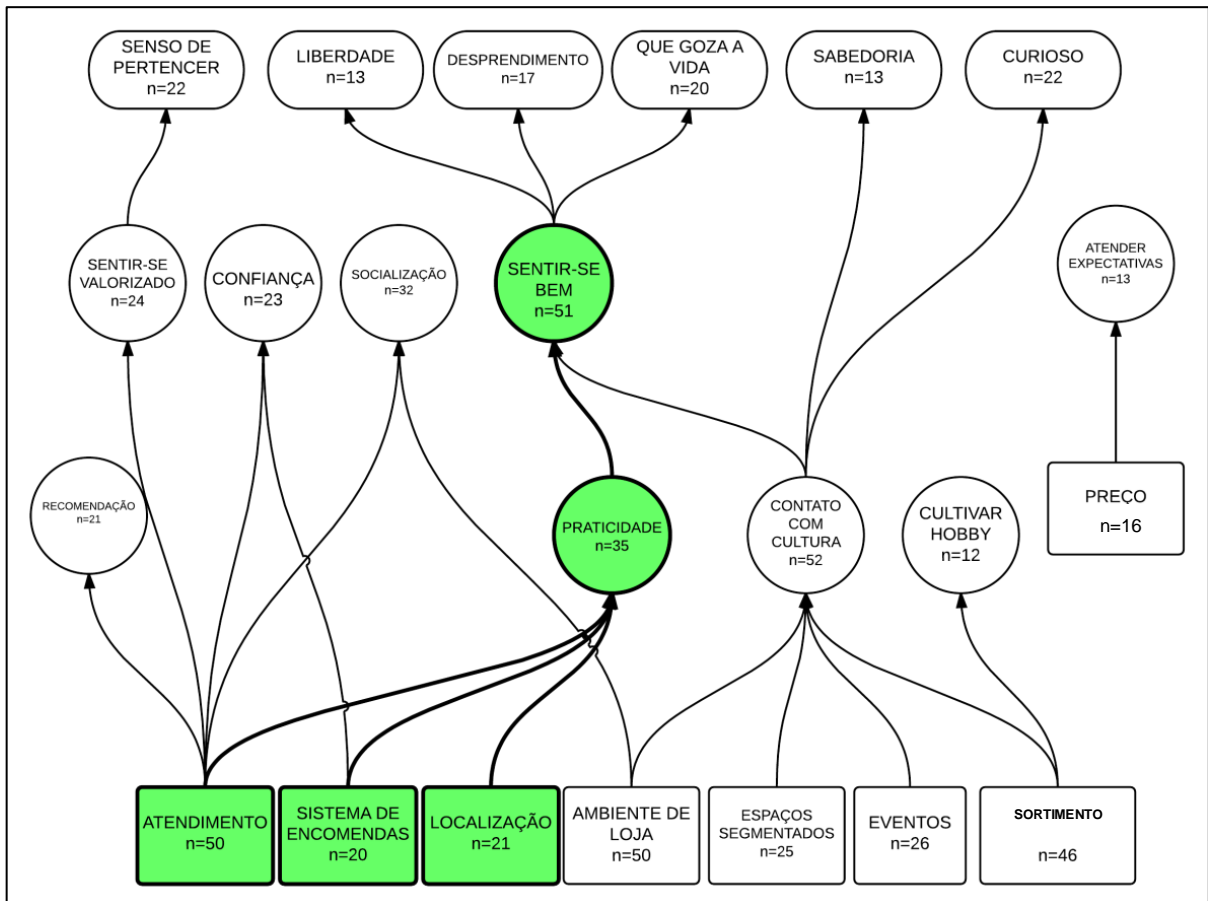 SENSO DE
PERTENCER
n=22
LIBERDADE
n=13
DESPRENDIMENTO
n=17
QUE GOZA A
VIDA
n=20
SABEDORIA
n=13
CURIOSO
n=22
SENTIR-SE
VALORIZADO
n=24
CONFIANÇA
n=23
SOCIALIZAÇÃO
n=32
SENTIR-SE
BEM
n=51
ATENDER
EXPECTATIVAS
n=13
RECOMENDAÇÃO
n=21
PRATICIDADE
n=35
CONTATO
COM
CULTURA
n=52
CULTIVAR
HOBBY
n=12
PREÇO
n=16
ATENDIMENTO
n=50
SISTEMA DE
ENCOMENDAS
n=20
LOCALIZAÇÃO
n=21
AMBIENTE DE
LOJA
n=50
ESPAÇOS
SEGMENTADOS
n=25
EVENTOS
n=26
SORTIMENTO
n=46